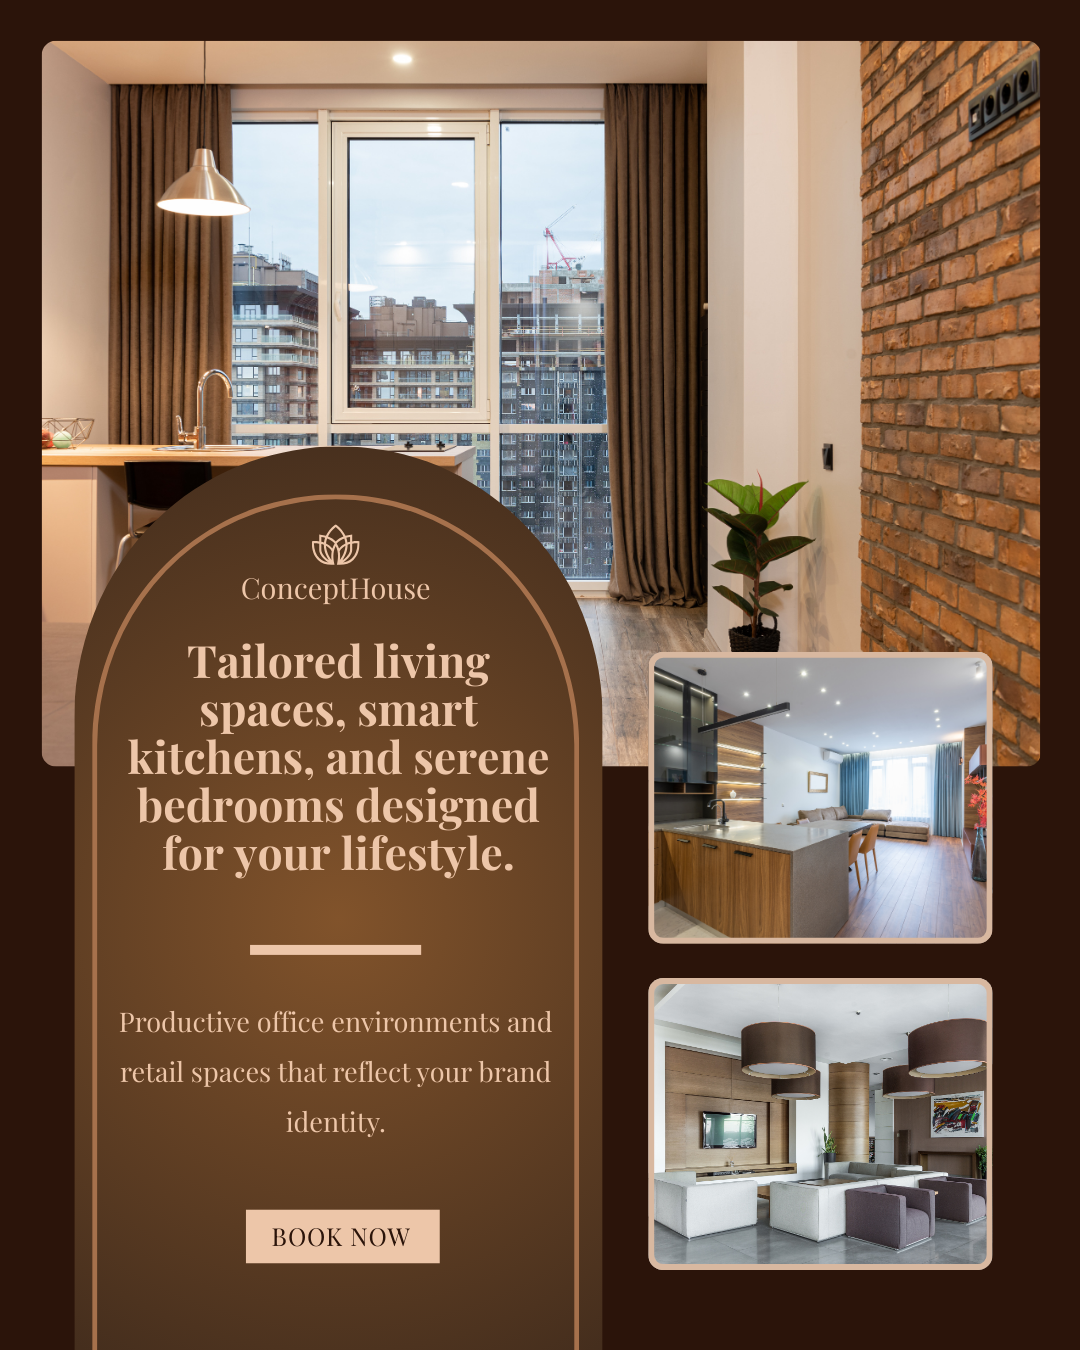 ConceptHouse
Tailored living
spaces, smart
kitchens, and serene
bedrooms designed
for your lifestyle.
Productive office environments and
retail spaces that reflect your brand
identity.
BOOK NOW